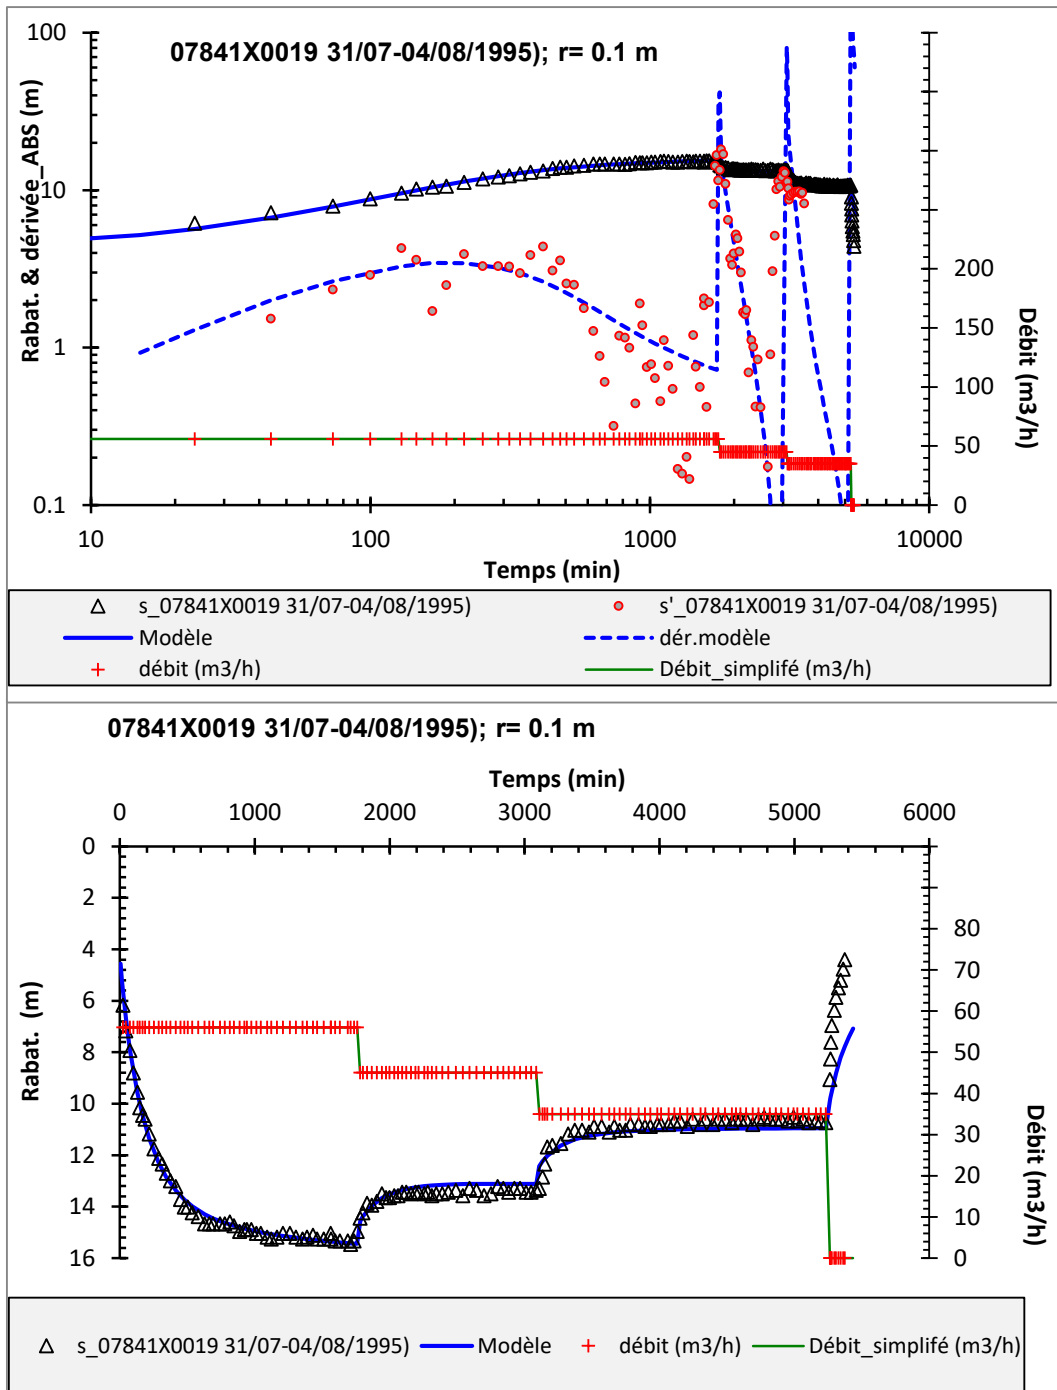 07841X0019 31/07-04/08/1995); r= 0.1 m
Rabat. & dérivée_ABS (m)
100
10
1
0.1
200
150
100
50
0
Débit (m3/h)
10 100 1000 10000
Temps (min)
s_07841X0019 31/07-04/08/1995) s'_07841X0019 31/07-04/08/1995)
Modèle dér.modèle
débit (m3/h) Débit_simplifé (m3/h)
07841X0019 31/07-04/08/1995); r= 0.1 m
Temps (min)
0 1000 2000 3000 4000 5000 6000
Rabat. (m)
0
2
4
6
8
10
12
14
16
80
70
60
50
40
30
20
10
0
Débit (m3/h)
s_07841X0019 31/07-04/08/1995) Modèle débit (m3/h) Débit_simplifé (m3/h)